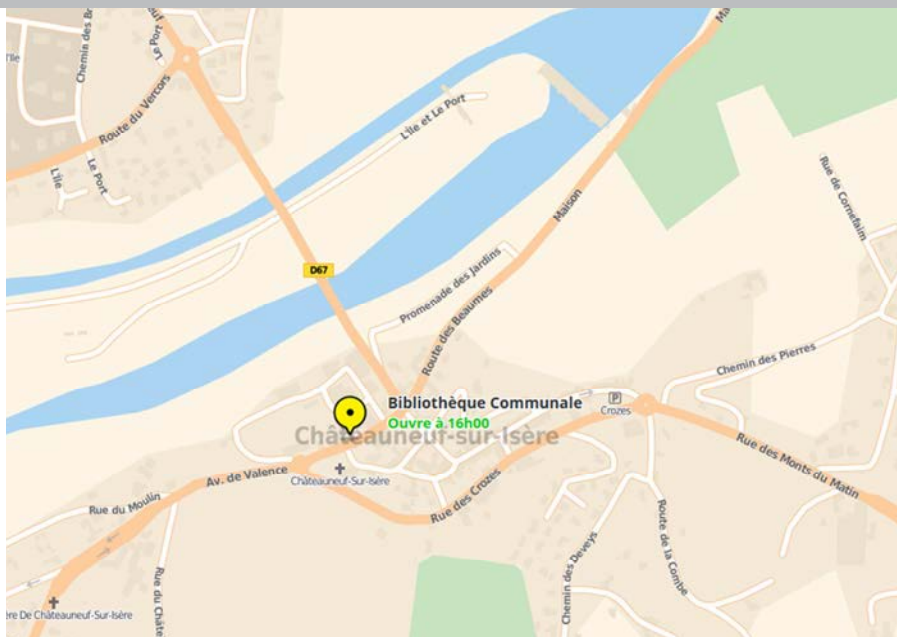 Chemin des B
Le Port
l'Île
Route du Vercors
L'Île
Le Port
L'Île et Le Port
Ma
Maison
Rue de Cornefaim
D67
Promenade des Jardins
Route des Beaumes
Chemin des Pierres
Bibliothèque Communale
Ouvre à 16h00
P
Crozes
Châteauneuf-sur-Isère
Châteauneuf-Sur-Isère
Av. de Valence
Rue du Moulin
Rue des Crozes
Rue des Monts du Matin
Route de la Combe
Chemin des Deveys
Rue du Chât
ère De Châteauneuf-Sur-Isère